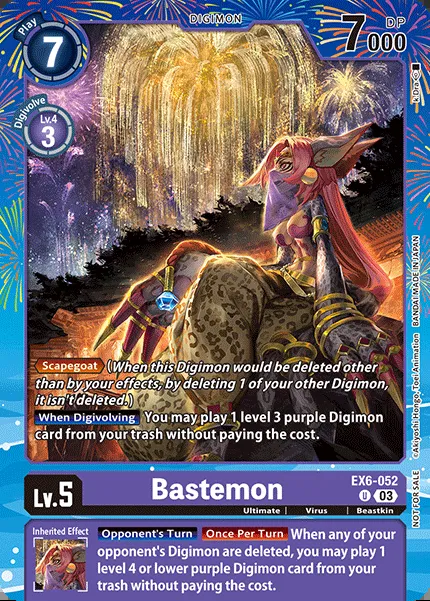 DIGIMON
Play
7
DP
7000
Digivolve
Lv.4
3
Scapegoat (When this Digimon would be deleted other
than by your effects, by deleting 1 of your other Digimon,
it isn't deleted.)
When Digivolving You may play 1 level 3 purple Digimon
card from your trash without paying the cost.
©Akiyoshi Hongo, Toei Animation BANDAI MADE IN JAPAN
NOT FOR SALE
Lv.5
Bastemon
EX6-052
U 03
Ultimate | Virus | Beastkin
Inherited Effect
Opponent's Turn Once Per Turn When any of your
opponent's Digimon are deleted, you may play 1
level 4 or lower purple Digimon card from your
trash without paying the cost.